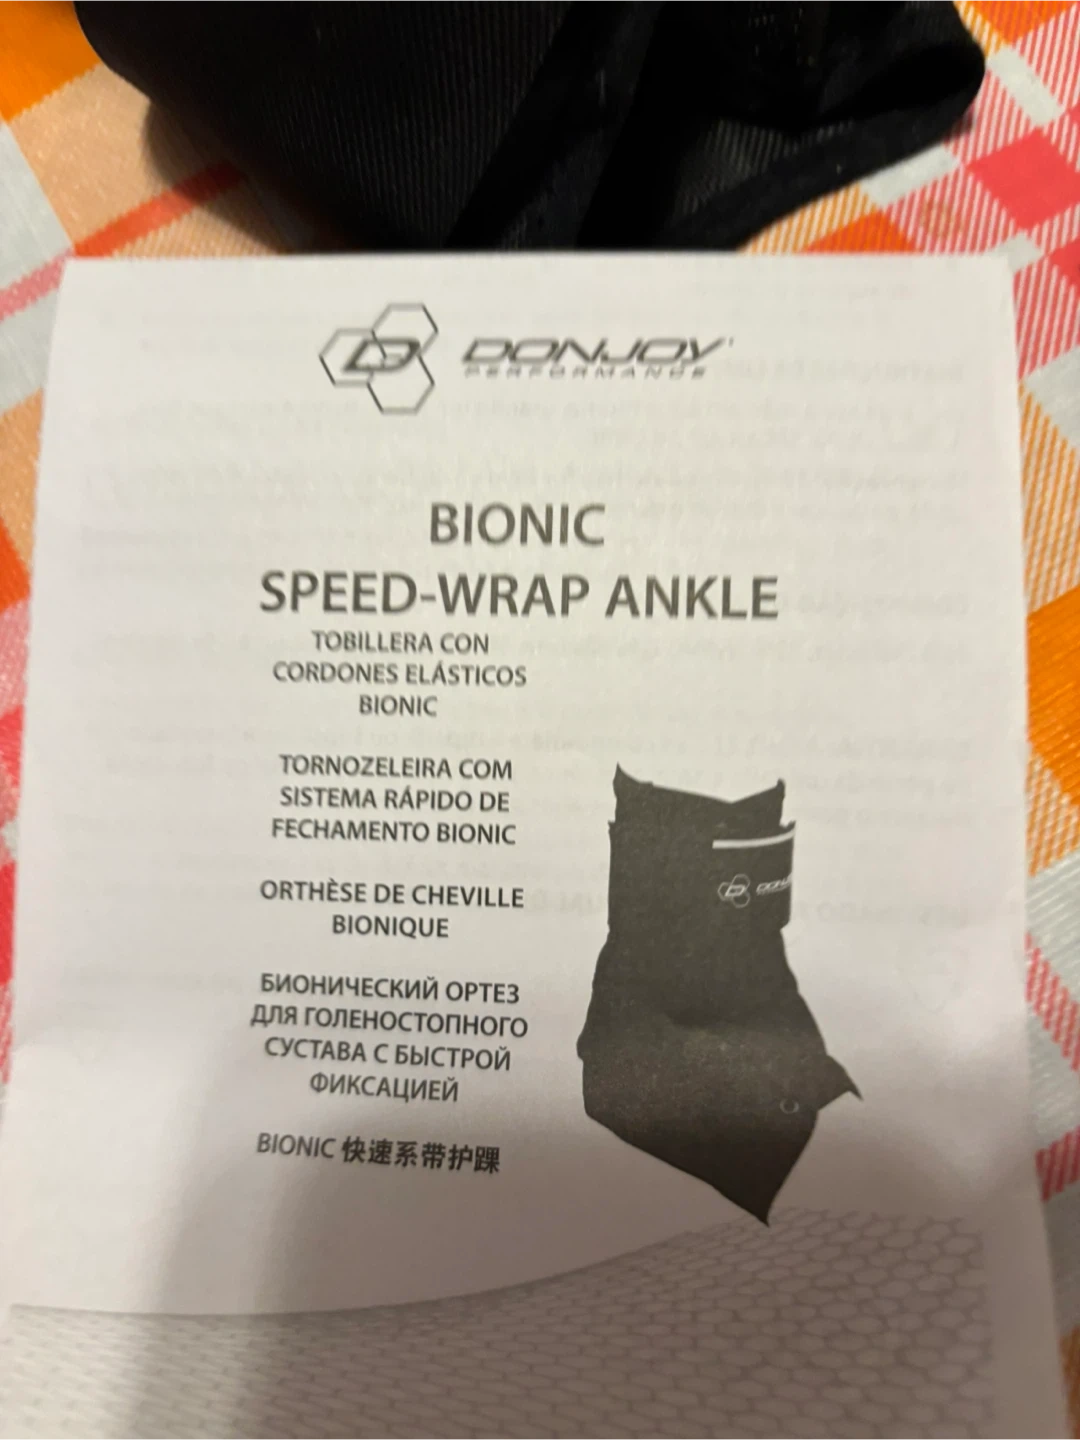 DONJOY
PERFORMANCE
BIONIC
SPEED-WRAP ANKLE
TOBILLERA CON
CORDONES ELÁSTICOS
BIONIC
TORNOZELEIRA COM
SISTEMA RÁPIDO DE
FECHAMENTO BIONIC
ORTHÈSE DE CHEVILLE
BIONIQUE
БИОНИЧЕСКИЙ ОРТЕЗ
ДЛЯ ГОЛЕНОСТОПНОГО
СУСТАВА С БЫСТРОЙ
ФИКСАЦИЕЙ
BIONIC 快速系带护踝